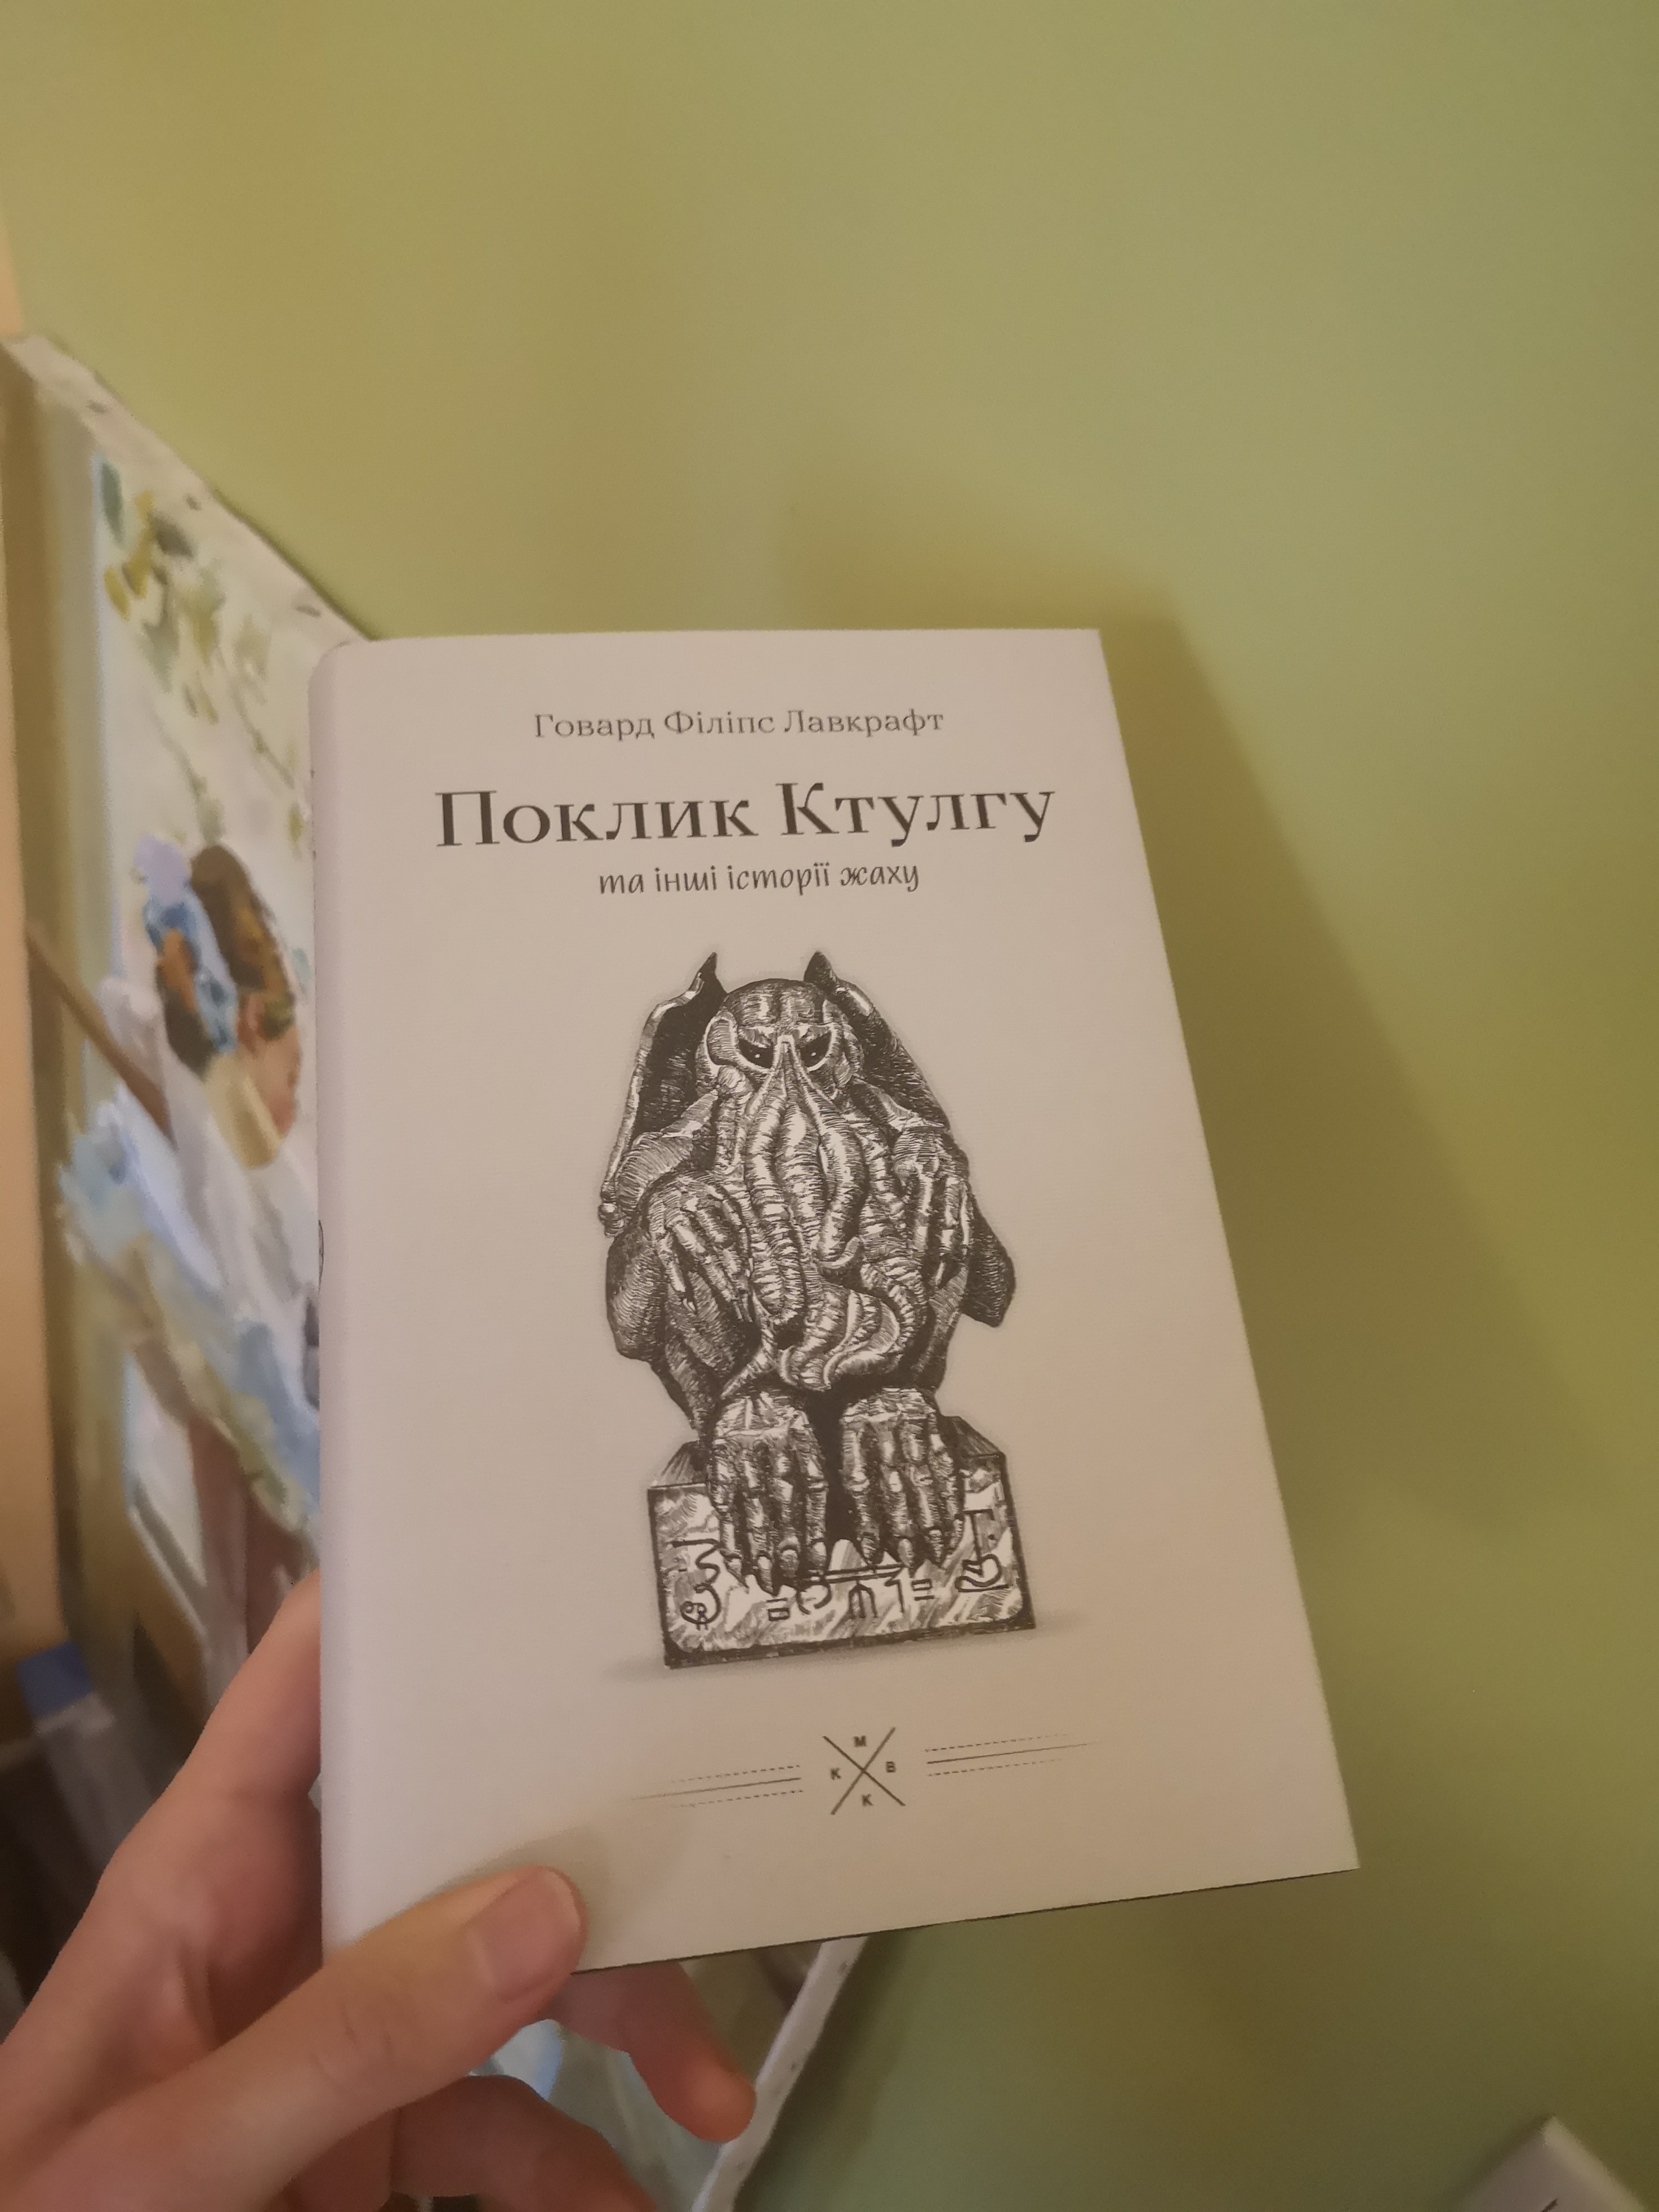 Говард Філіпс Лавкрафт
Поклик Ктулгу
та інші історії жаху
М
К В
К